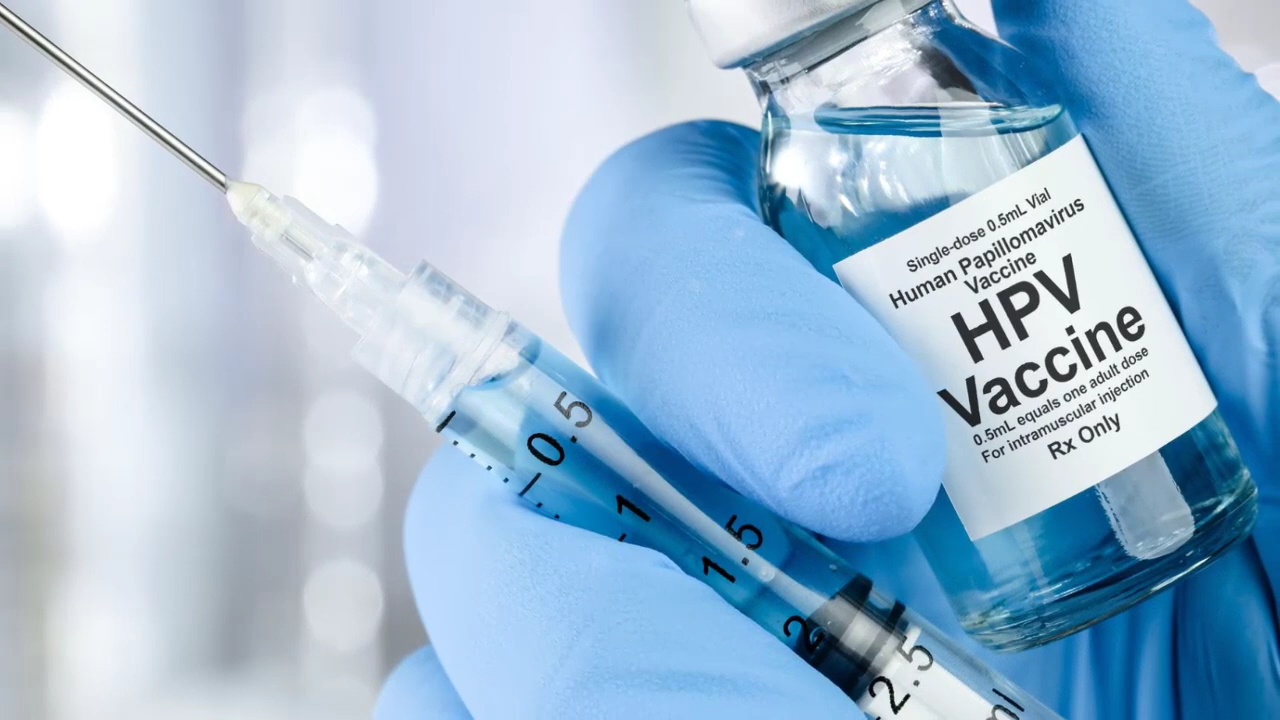 Single-dose 0.5mL Vial
Human Papillomavirus
Vaccine
HPV
Vaccine
0.5mL equals one adult dose
For intramuscular injection
Rx Only
0.5
1
1.5
2
2.5
ml